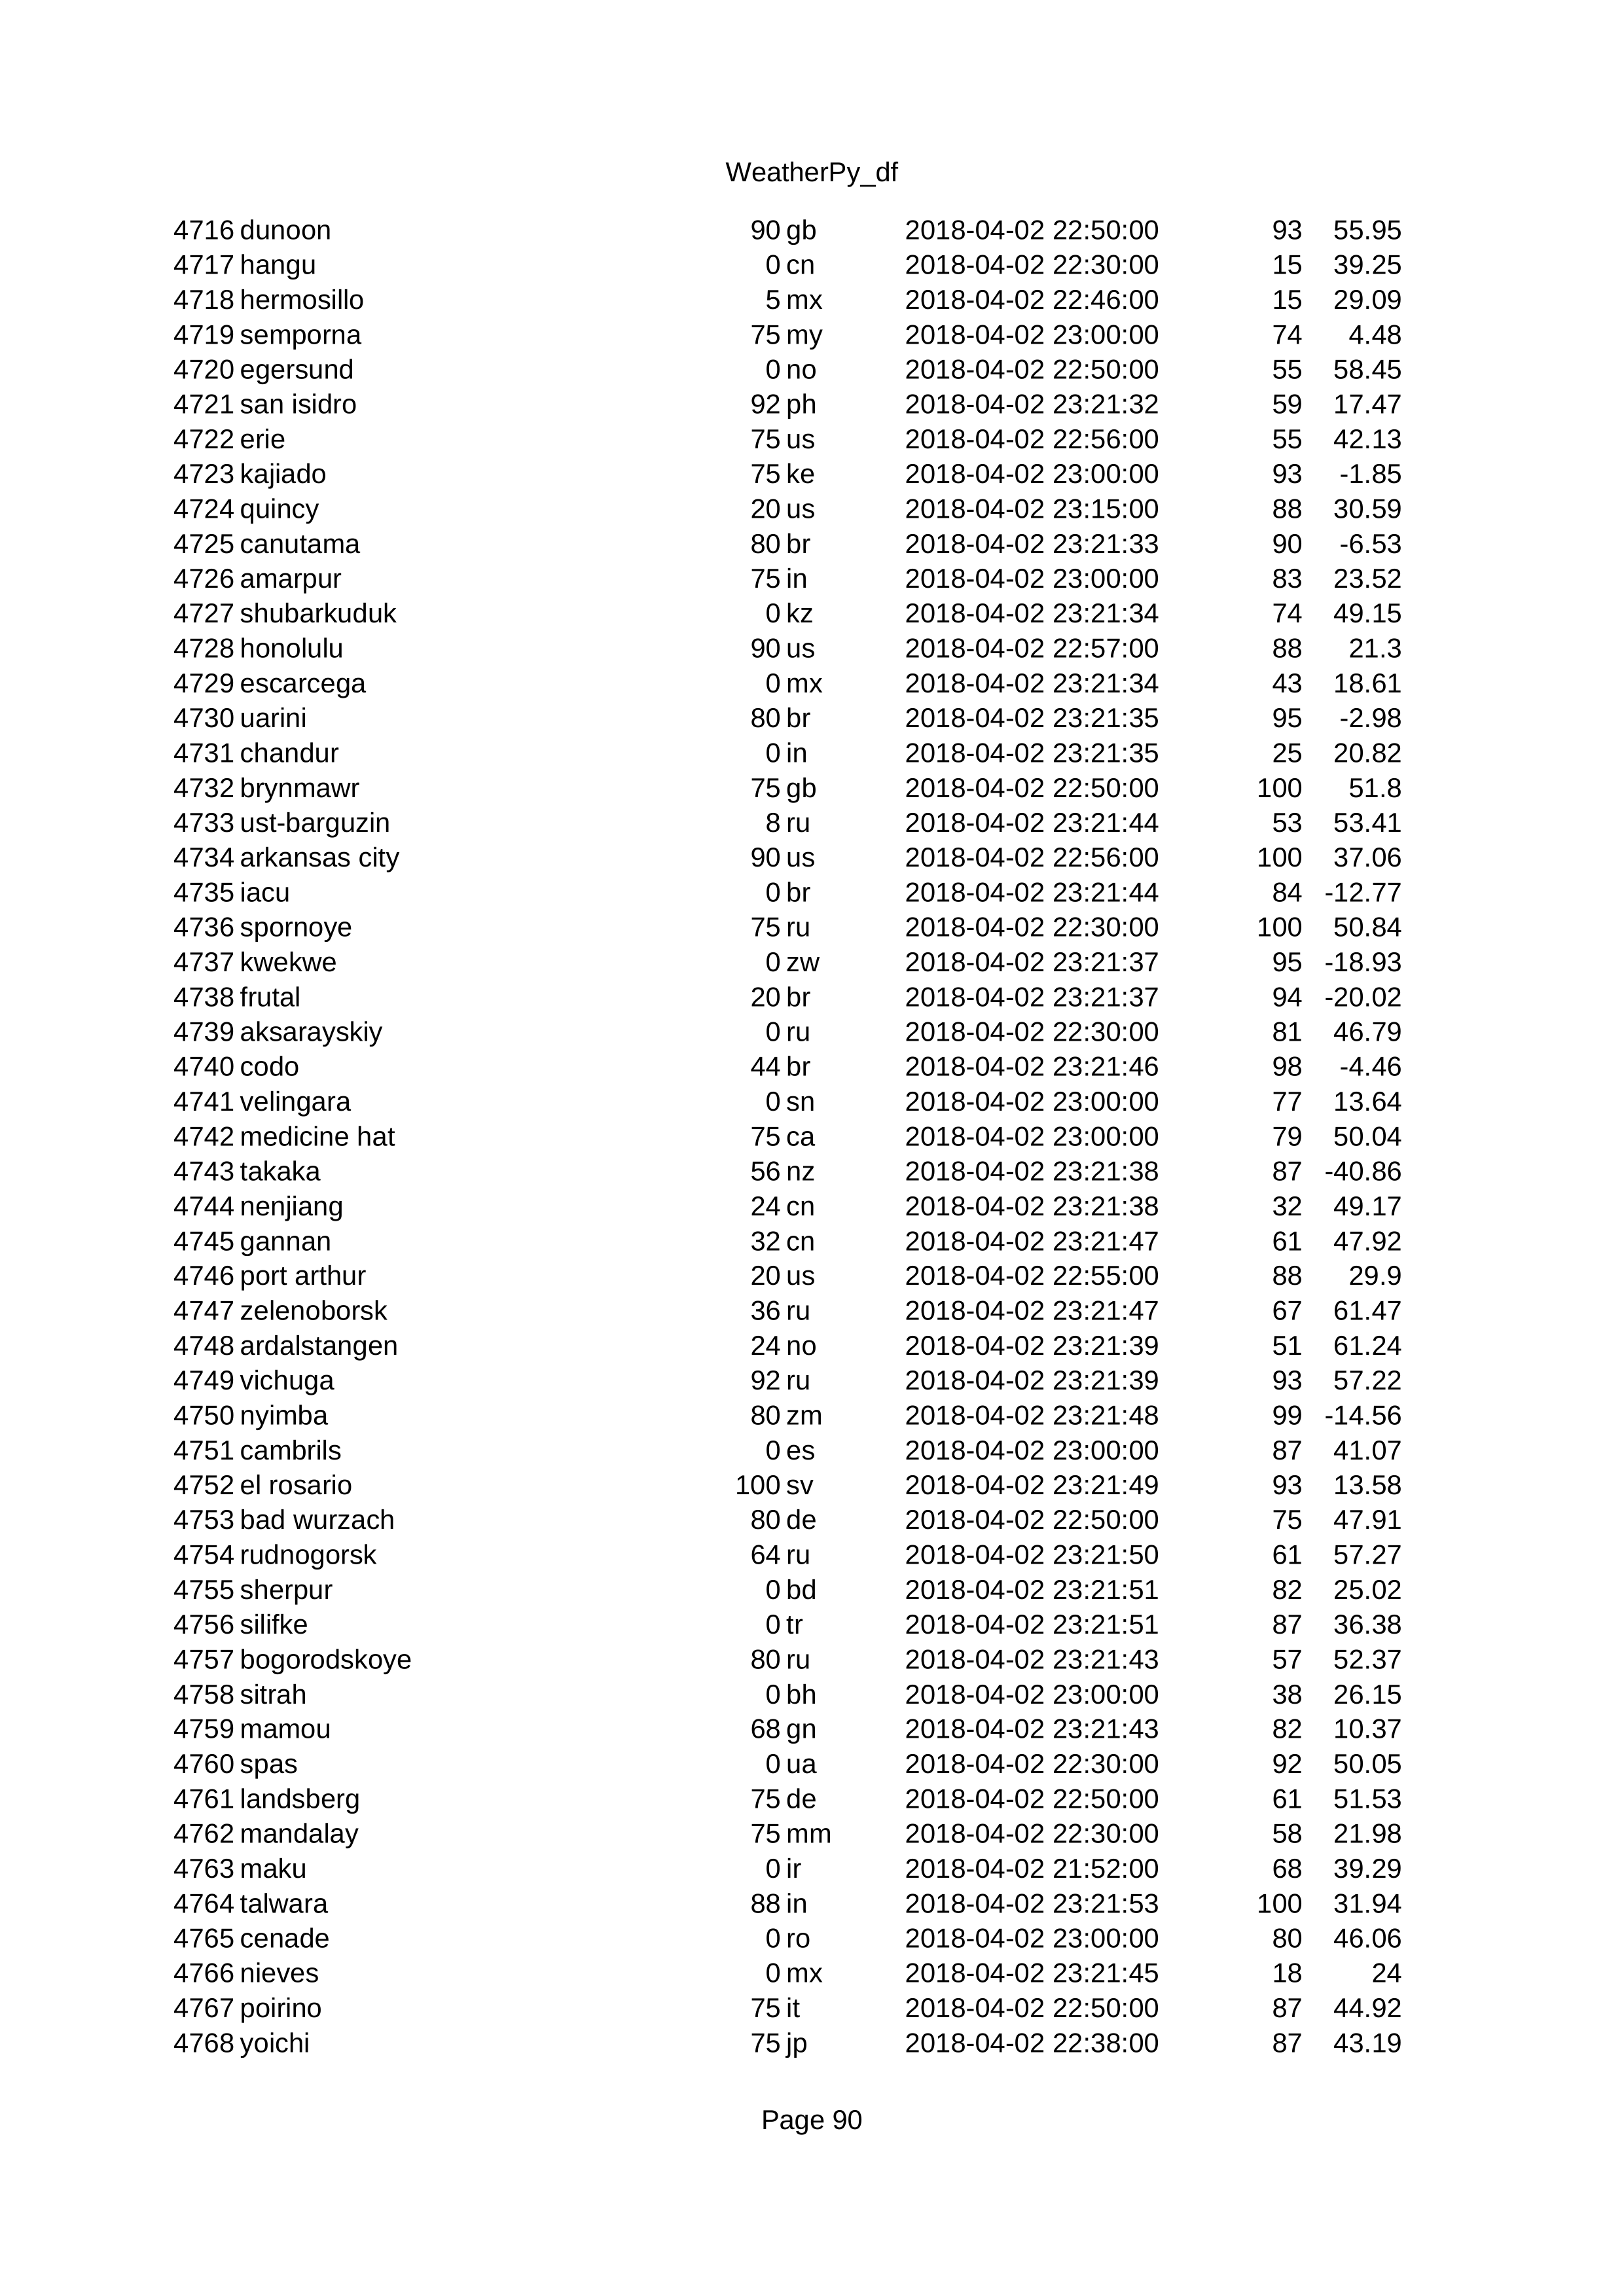 WeatherPy_df
4716 dunoon 90 gb 2018-04-02 22:50:00 93 55.95
4717 hangu 0 cn 2018-04-02 22:30:00 15 39.25
4718 hermosillo 5 mx 2018-04-02 22:46:00 15 29.09
4719 semporna 75 my 2018-04-02 23:00:00 74 4.48
4720 egersund 0 no 2018-04-02 22:50:00 55 58.45
4721 san isidro 92 ph 2018-04-02 23:21:32 59 17.47
4722 erie 75 us 2018-04-02 22:56:00 55 42.13
4723 kajiado 75 ke 2018-04-02 23:00:00 93 -1.85
4724 quincy 20 us 2018-04-02 23:15:00 88 30.59
4725 canutama 80 br 2018-04-02 23:21:33 90 -6.53
4726 amarpur 75 in 2018-04-02 23:00:00 83 23.52
4727 shubarkuduk 0 kz 2018-04-02 23:21:34 74 49.15
4728 honolulu 90 us 2018-04-02 22:57:00 88 21.3
4729 escarcega 0 mx 2018-04-02 23:21:34 43 18.61
4730 uarini 80 br 2018-04-02 23:21:35 95 -2.98
4731 chandur 0 in 2018-04-02 23:21:35 25 20.82
4732 brynmawr 75 gb 2018-04-02 22:50:00 100 51.8
4733 ust-barguzin 8 ru 2018-04-02 23:21:44 53 53.41
4734 arkansas city 90 us 2018-04-02 22:56:00 100 37.06
4735 iacu 0 br 2018-04-02 23:21:44 84 -12.77
4736 spornoye 75 ru 2018-04-02 22:30:00 100 50.84
4737 kwekwe 0 zw 2018-04-02 23:21:37 95 -18.93
4738 frutal 20 br 2018-04-02 23:21:37 94 -20.02
4739 aksarayskiy 0 ru 2018-04-02 22:30:00 81 46.79
4740 codo 44 br 2018-04-02 23:21:46 98 -4.46
4741 velingara 0 sn 2018-04-02 23:00:00 77 13.64
4742 medicine hat 75 ca 2018-04-02 23:00:00 79 50.04
4743 takaka 56 nz 2018-04-02 23:21:38 87 -40.86
4744 nenjiang 24 cn 2018-04-02 23:21:38 32 49.17
4745 gannan 32 cn 2018-04-02 23:21:47 61 47.92
4746 port arthur 20 us 2018-04-02 22:55:00 88 29.9
4747 zelenoborsk 36 ru 2018-04-02 23:21:47 67 61.47
4748 ardalstangen 24 no 2018-04-02 23:21:39 51 61.24
4749 vichuga 92 ru 2018-04-02 23:21:39 93 57.22
4750 nyimba 80 zm 2018-04-02 23:21:48 99 -14.56
4751 cambrils 0 es 2018-04-02 23:00:00 87 41.07
4752 el rosario 100 sv 2018-04-02 23:21:49 93 13.58
4753 bad wurzach 80 de 2018-04-02 22:50:00 75 47.91
4754 rudnogorsk 64 ru 2018-04-02 23:21:50 61 57.27
4755 sherpur 0 bd 2018-04-02 23:21:51 82 25.02
4756 silifke 0 tr 2018-04-02 23:21:51 87 36.38
4757 bogorodskoye 80 ru 2018-04-02 23:21:43 57 52.37
4758 sitrah 0 bh 2018-04-02 23:00:00 38 26.15
4759 mamou 68 gn 2018-04-02 23:21:43 82 10.37
4760 spas 0 ua 2018-04-02 22:30:00 92 50.05
4761 landsberg 75 de 2018-04-02 22:50:00 61 51.53
4762 mandalay 75 mm 2018-04-02 22:30:00 58 21.98
4763 maku 0 ir 2018-04-02 21:52:00 68 39.29
4764 talwara 88 in 2018-04-02 23:21:53 100 31.94
4765 cenade 0 ro 2018-04-02 23:00:00 80 46.06
4766 nieves 0 mx 2018-04-02 23:21:45 18 24
4767 poirino 75 it 2018-04-02 22:50:00 87 44.92
4768 yoichi 75 jp 2018-04-02 22:38:00 87 43.19
Page 90